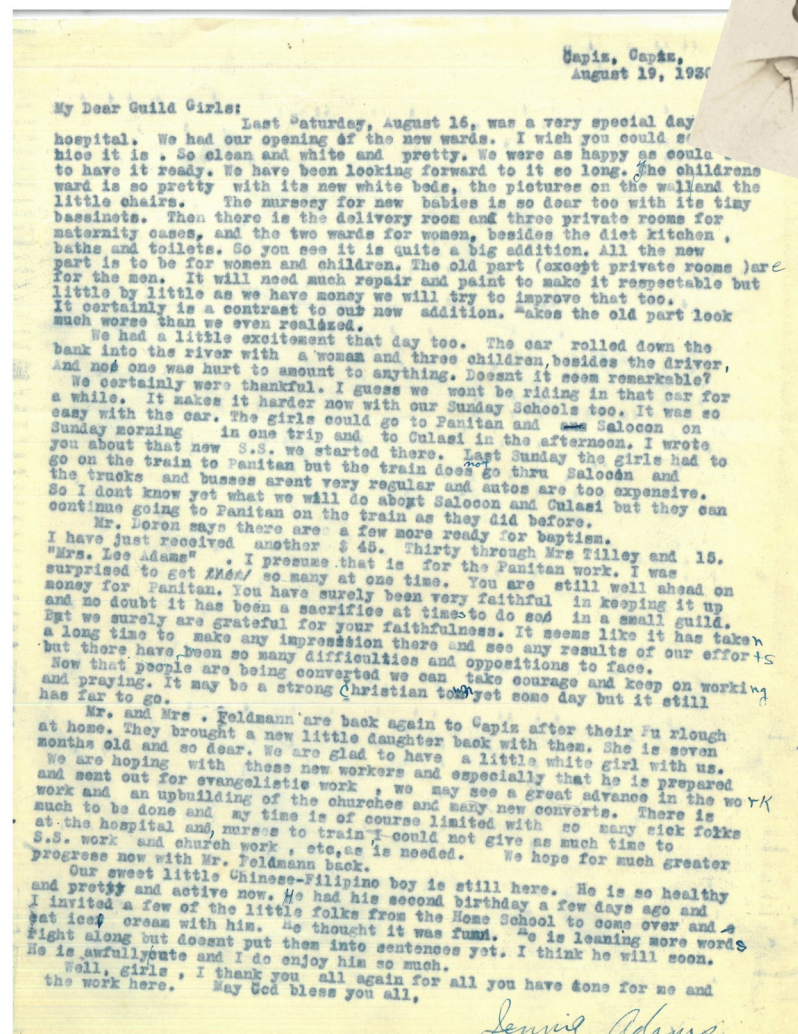 Capiz, Capiz,
August 19, 193
My Dear Guild Girls:
Last Saturday, August 16, was a very special day
hospital. We had our opening of the new wards. I wish you could
hice it is . So clean and white and pretty. We were as happy as could
to have it ready. We have been looking forward to it so long. The childrens
ward is so pretty with its new white beds, the pictures on the wall and the
little chairs. The nursery for new babies is so dear too with its tiny
bassinets. Then there is the delivery room and three private rooms for
maternity cases, and the two wards for women, besides the diet kitchen ,
baths and toilets. So you see it is quite a big addition. All the new
part is to be for women and children. The old part (except private rooms )are
for the men. It will need much repair and paint to make it respectable but
little by little as we have money we will try to improve that too.
It certainly is a contrast to our new addition. Makes the old part look
much worse than we even realized.
We had a little excitement that day too. The car rolled down the
bank into the river with a woman and three children, besides the driver,
And no one was hurt to amount to anything. Doesnt it seem remarkable?
We certainly were thankful. I guess we wont be riding in that car for
a while. It makes it harder now with our Sunday Schools too. It was so
easy with the car. The girls could go to Panitan and Salocon on
Sunday morning in one trip and to Culasi in the afternoon. I wrote
you about that new S.S. we started there. Last Sunday the girls had to
go on the train to Panitan but the train does not go thru Salocon and
the trucks and busses arent very regular and autos are too expensive.
So I dont know yet what we will do about Salocon and Culasi but they can
continue going to Panitan on the train as they did before.
Mr. Doron says there are a few more ready for baptism.
I have just received another $ 45. Thirty through Mrs Tilley and 15.
"Mrs. Lee Adams" . I presume that is for the Panitan work. I was
surprised to get so many at one time. You are still well ahead on
money for Panitan. You have surely been very faithful in keeping it up
and no doubt it has been a sacrifice at times to do so in a small guild.
But we surely are grateful for your faithfulness. It seems like it has taken
a long time to make any impression there and see any results of our efforts
but there have been so many difficulties and oppositions to face.
Now that people are being converted we can take courage and keep on working
and praying. It may be a strong Christian town yet some day but it still
has far to go.
Mr. and Mrs . Feldmann are back again to Capiz after their Fu rlough
at home. They brought a new little daughter back with them. She is seven
months old and so dear. We are glad to have a little white girl with us.
We are hoping with these new workers and especially that he is prepared
and sent out for evangelistic work , we may see a great advance in the work
work and an upbuilding of the churches and many new converts. There is
much to be done and my time is of course limited with so many sick folks
at the hospital and, nurses to train I could not give as much time to
S.S. work and church work , etc, as is needed. We hope for much greater
progress now with Mr. Feldmann back.
Our sweet little Chinese-Filipino boy is still here. He is so healthy
and pretty and active now. He had his second birthday a few days ago and
I invited a few of the little folks from the Home School to come over and
eat iced cream with him. He thought it was funn. He is leaning more words
right along but doesnt put them into sentences yet. I think he will soon.
He is awfully cute and I do enjoy him so much.
Well, girls , I thank you all again for all you have done for me and
the work here. May God bless you all,
Jennie Adams